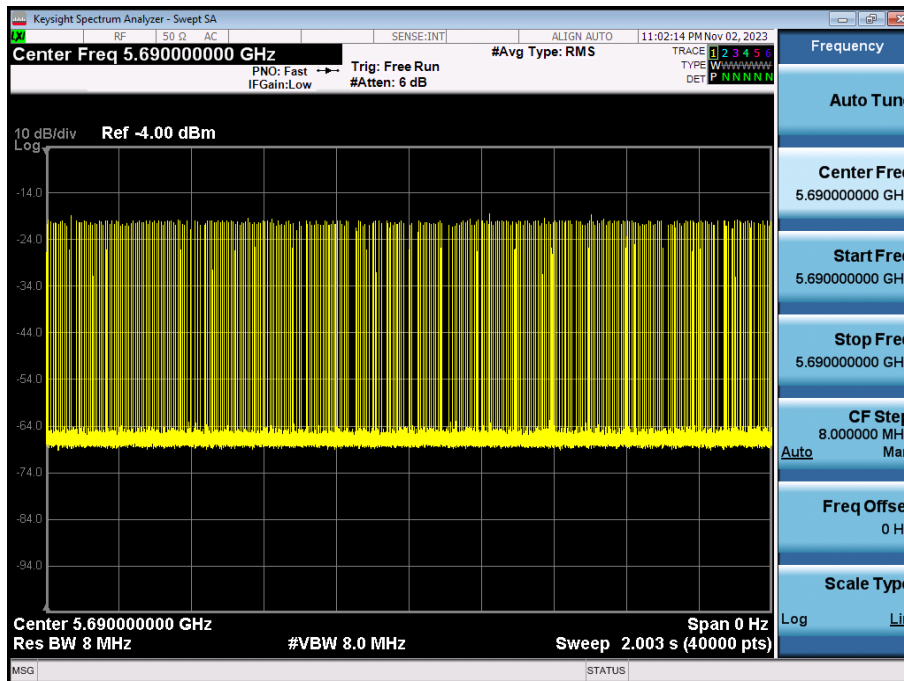 Keysight Spectrum Analyzer - Swept SA
LXI RF 50 Ω AC SENSE:INT ALIGN AUTO 11:02:14 PM Nov 02, 2023
Center Freq 5.690000000 GHz
PNO: Fast
IFGain:Low
Trig: Free Run
#Atten: 6 dB
#Avg Type: RMS
TRACE 1 2 3 4 5 6
TYPE WWWWWWW
DET P N N N N N
10 dB/div Ref -4.00 dBm
Log
-14.0
-24.0
-34.0
-44.0
-54.0
-64.0
-74.0
-84.0
-94.0
Center 5.690000000 GHz Span 0 Hz
Res BW 8 MHz #VBW 8.0 MHz Sweep 2.003 s (40000 pts)
MSG STATUS
Frequency
Auto Tun
Center Fre
5.690000000 GH
Start Fre
5.690000000 GH
Stop Fre
5.690000000 GH
CF Step
8.000000 MH
Auto Ma
Freq Offse
0 H
Scale Type
Log Li